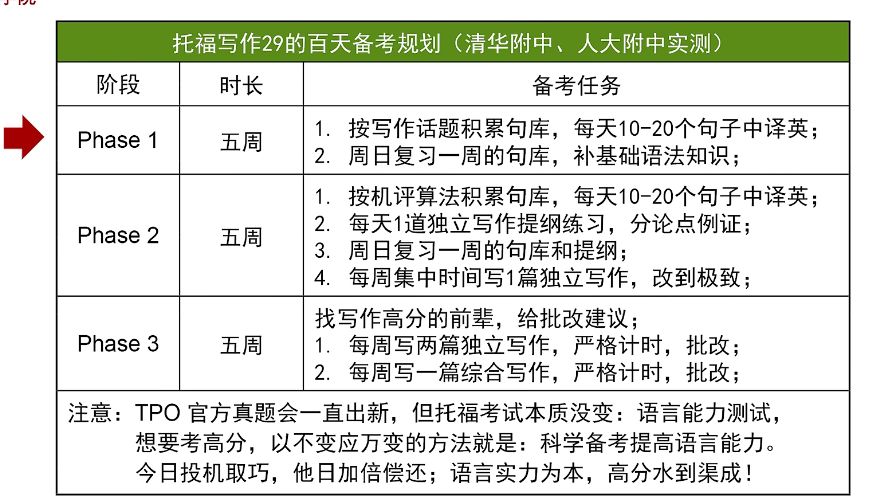 学院
托福写作29的百天备考规划（清华附中、人大附中实测）
阶段 时长 备考任务
Phase 1 五周
1. 按写作话题积累句库，每天10-20个句子中译英；
2. 周日复习一周的句库，补基础语法知识；
Phase 2 五周
1. 按机评算法积累句库，每天10-20个句子中译英；
2. 每天1道独立写作提纲练习，分论点例证；
3. 周日复习一周的句库和提纲；
4. 每周集中时间写1篇独立写作，改到极致；
Phase 3 五周
找写作高分的前辈，给批改建议；
1. 每周写两篇独立写作，严格计时，批改；
2. 每周写一篇综合写作，严格计时，批改；
注意：TPO 官方真题会一直出新，但托福考试本质没变：语言能力测试，
想要考高分，以不变应万变的方法就是：科学备考提高语言能力。
今日投机取巧，他日加倍偿还；语言实力为本，高分水到渠成！